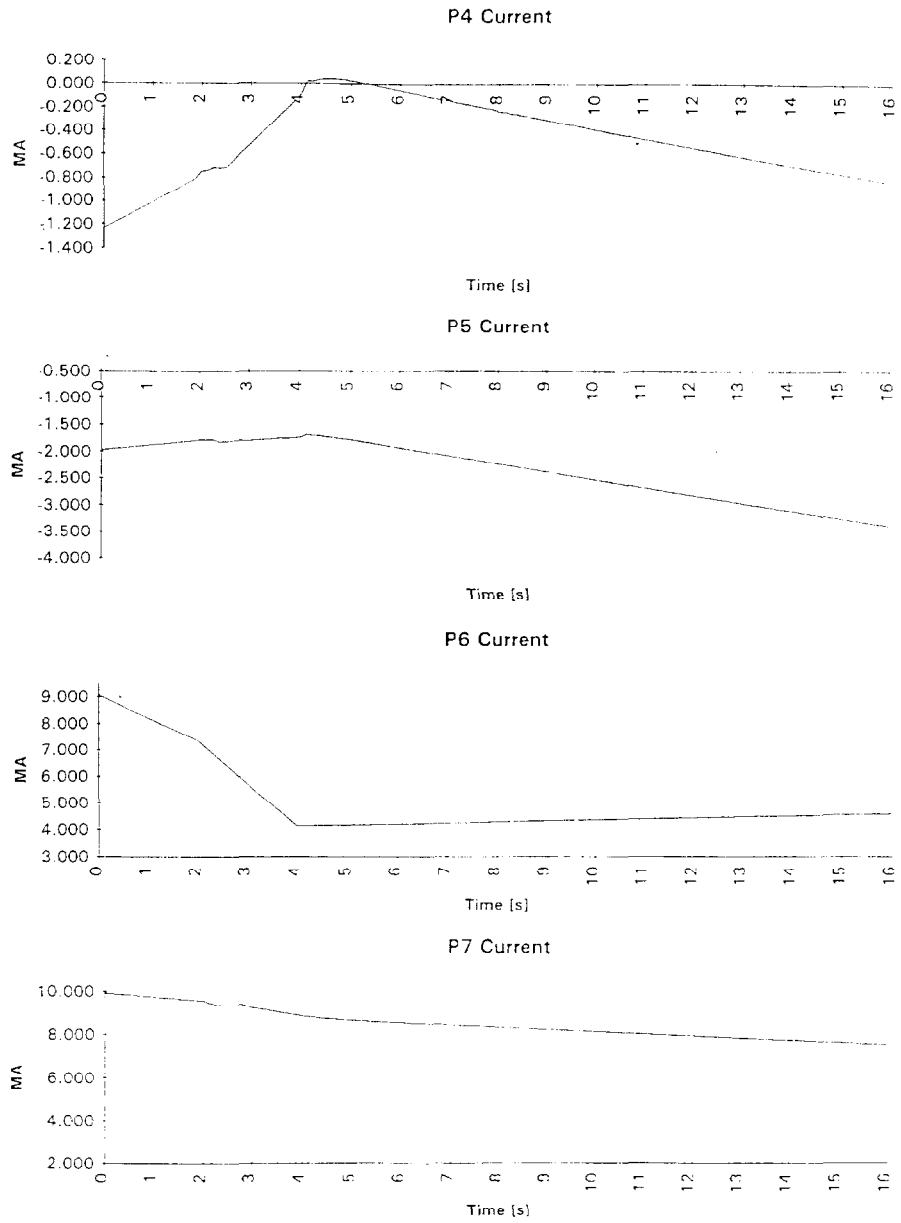 P4 Current
0.200
0.000
-0.200
-0.400
-0.600
-0.800
-1.000
-1.200
-1.400
MA
0 1 2 3 4 5 6 7 8 9 10 11 12 13 14 15 16
Time [s]
P5 Current
-0.500
-1.000
-1.500
-2.000
-2.500
-3.000
-3.500
-4.000
MA
0 1 2 3 4 5 6 7 8 9 10 11 12 13 14 15 16
Time [s]
P6 Current
9.000
8.000
7.000
6.000
5.000
4.000
3.000
MA
0 1 2 3 4 5 6 7 8 9 10 11 12 13 14 15 16
Time [s]
P7 Current
10.000
8.000
6.000
4.000
2.000
MA
0 1 2 3 4 5 6 7 8 9 10 11 12 13 14 15 16
Time [s]